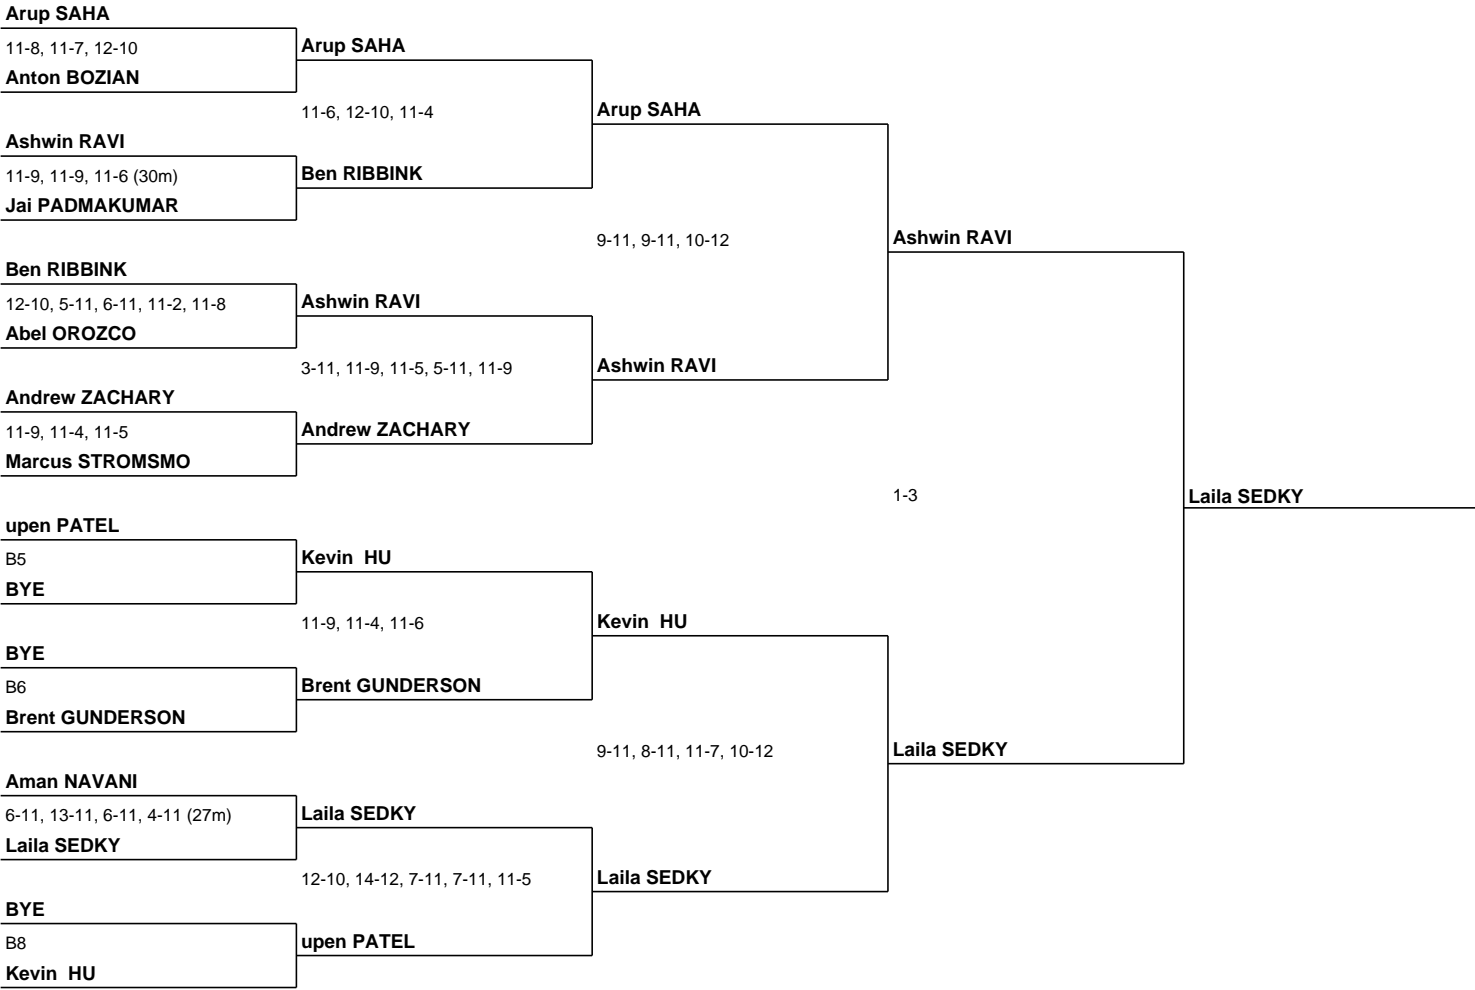 Arup SAHA
11-8, 11-7, 12-10
Anton BOZIAN
Ashwin RAVI
11-9, 11-9, 11-6 (30m)
Jai PADMAKUMAR
Ben RIBBINK
12-10, 5-11, 6-11, 11-2, 11-8
Abel OROZCO
Andrew ZACHARY
11-9, 11-4, 11-5
Marcus STROMSMO
upen PATEL
B5
BYE
BYE
B6
Brent GUNDERSON
Aman NAVANI
6-11, 13-11, 6-11, 4-11 (27m)
Laila SEDKY
BYE
B8
Kevin HU
Arup SAHA
11-6, 12-10, 11-4
Ben RIBBINK
Ashwin RAVI
3-11, 11-9, 11-5, 5-11, 11-9
Andrew ZACHARY
Kevin HU
11-9, 11-4, 11-6
Brent GUNDERSON
Laila SEDKY
12-10, 14-12, 7-11, 7-11, 11-5
upen PATEL
Arup SAHA
9-11, 9-11, 10-12
Ashwin RAVI
Kevin HU
9-11, 8-11, 11-7, 10-12
Laila SEDKY
Ashwin RAVI
1-3
Laila SEDKY
Laila SEDKY